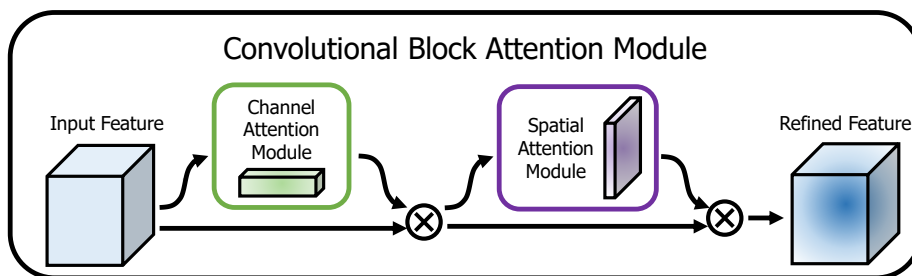 Convolutional Block Attention Module
Input Feature
Channel
Attention
Module
Spatial
Attention
Module
Refined Feature